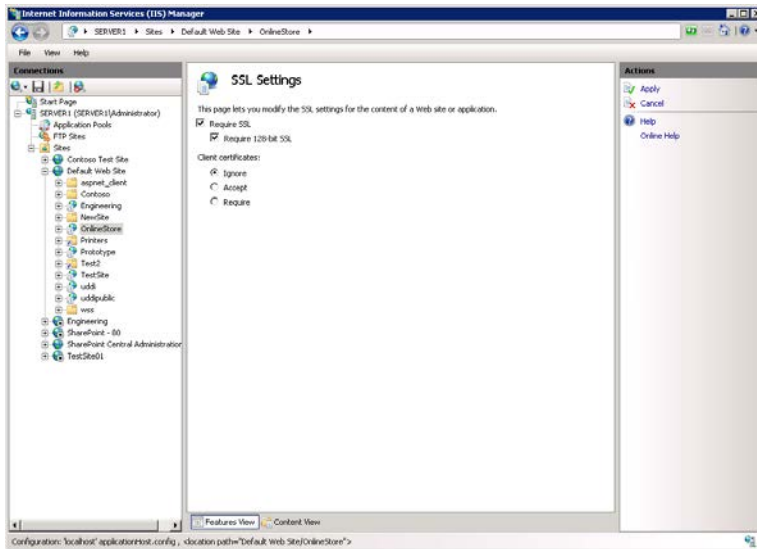 Internet Information Services (IIS) Manager
SERVER1 Sites Default Web Site OnlineStore
File View Help
Connections
Start Page
SERVER1 (SERVER1\Administrator)
Application Pools
FTP Sites
Sites
Contoso Test Site
Default Web Site
aspnet_client
Contoso
Engineering
NewSite
OnlineStore
Printers
Prototype
Test2
TestSite
uddi
uddipublic
wss
Engineering
SharePoint - 80
SharePoint Central Administration
TestSite01
SSL Settings
This page lets you modify the SSL settings for the content of a Web site or application.
Require SSL
Require 128-bit SSL
Client certificates:
Ignore
Accept
Require
Features View Content View
Actions
Apply
Cancel
Help
Online Help
Configuration: 'localhost' applicationHost.config , <location path="Default Web Site/OnlineStore">